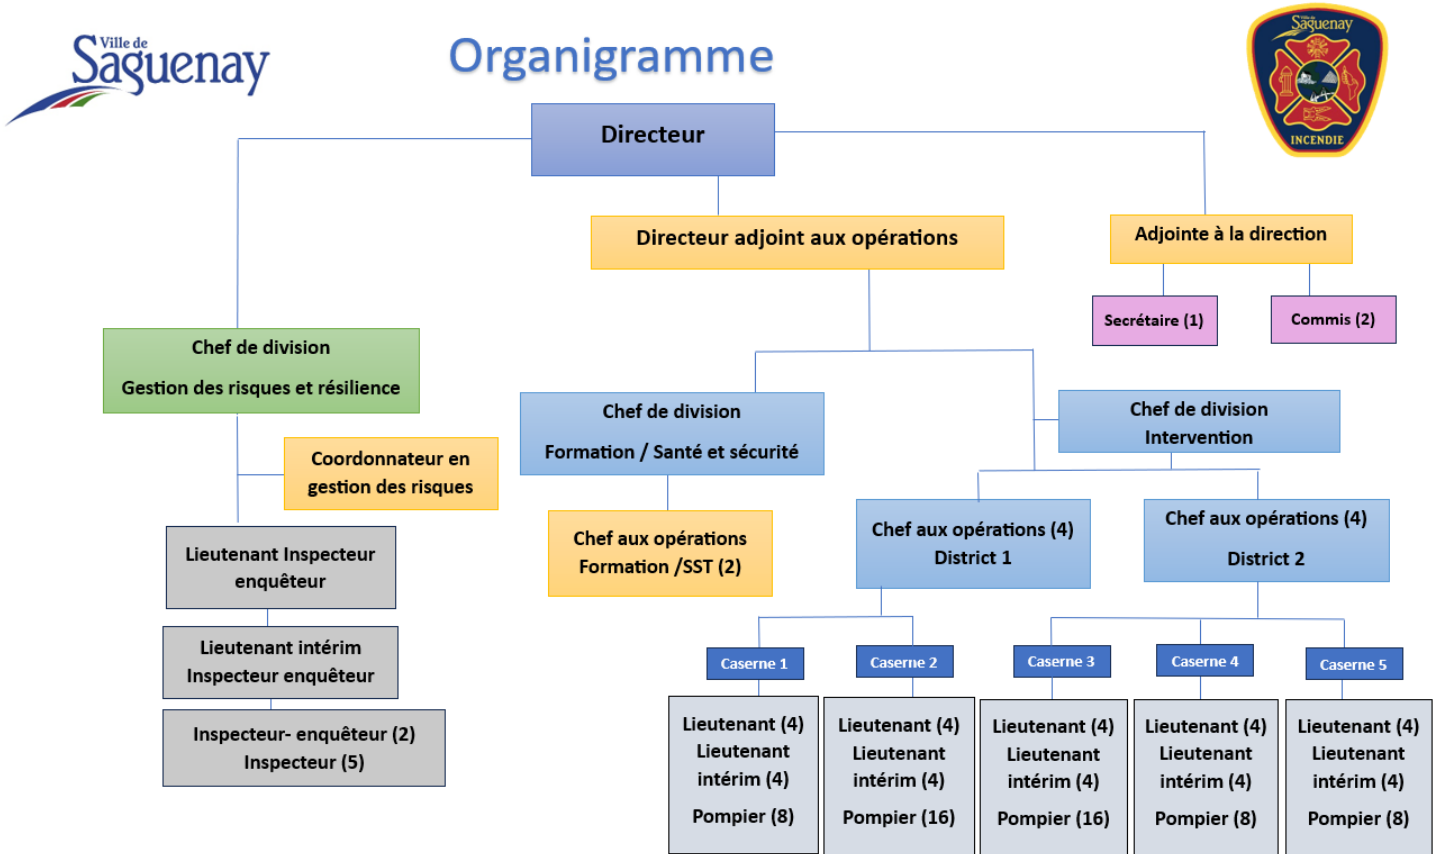 Ville de
Saguenay
Organigramme
Saguenay
INCENDIE
Directeur
Directeur adjoint aux opérations
Adjointe à la direction
Secrétaire (1)
Commis (2)
Chef de division
Gestion des risques et résilience
Coordonnateur en
gestion des risques
Lieutenant Inspecteur
enquêteur
Lieutenant intérim
Inspecteur enquêteur
Inspecteur- enquêteur (2)
Inspecteur (5)
Chef de division
Formation / Santé et sécurité
Chef aux opérations
Formation /SST (2)
Chef de division
Intervention
Chef aux opérations (4)
District 1
Chef aux opérations (4)
District 2
Caserne 1
Lieutenant (4)
Lieutenant
intérim (4)
Pompier (8)
Caserne 2
Lieutenant (4)
Lieutenant
intérim (4)
Pompier (16)
Caserne 3
Lieutenant (4)
Lieutenant
intérim (4)
Pompier (16)
Caserne 4
Lieutenant (4)
Lieutenant
intérim (4)
Pompier (8)
Caserne 5
Lieutenant (4)
Lieutenant
intérim (4)
Pompier (8)